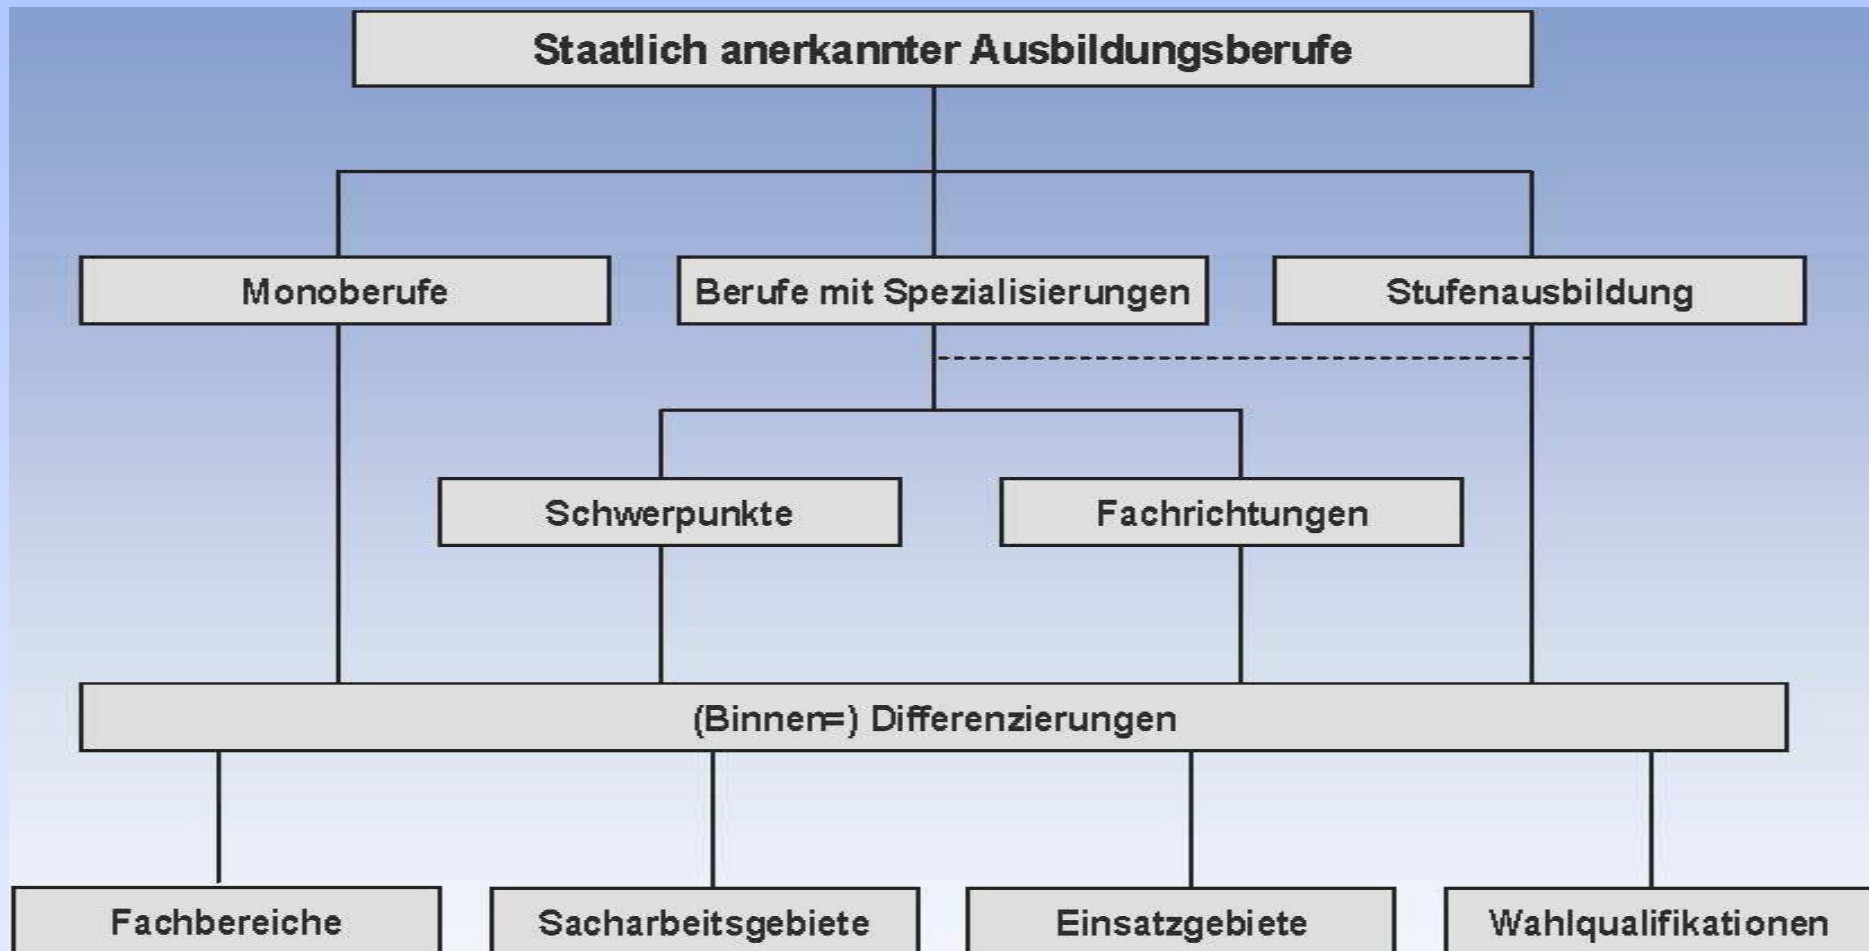 Staatlich anerkannter Ausbildungsberufe
Monoberufe
Berufe mit Spezialisierungen
Stufenausbildung
Schwerpunkte
Fachrichtungen
(Binnen=) Differenzierungen
Fachbereiche
Sacharbeitsgebiete
Einsatzgebiete
Wahlqualifikationen